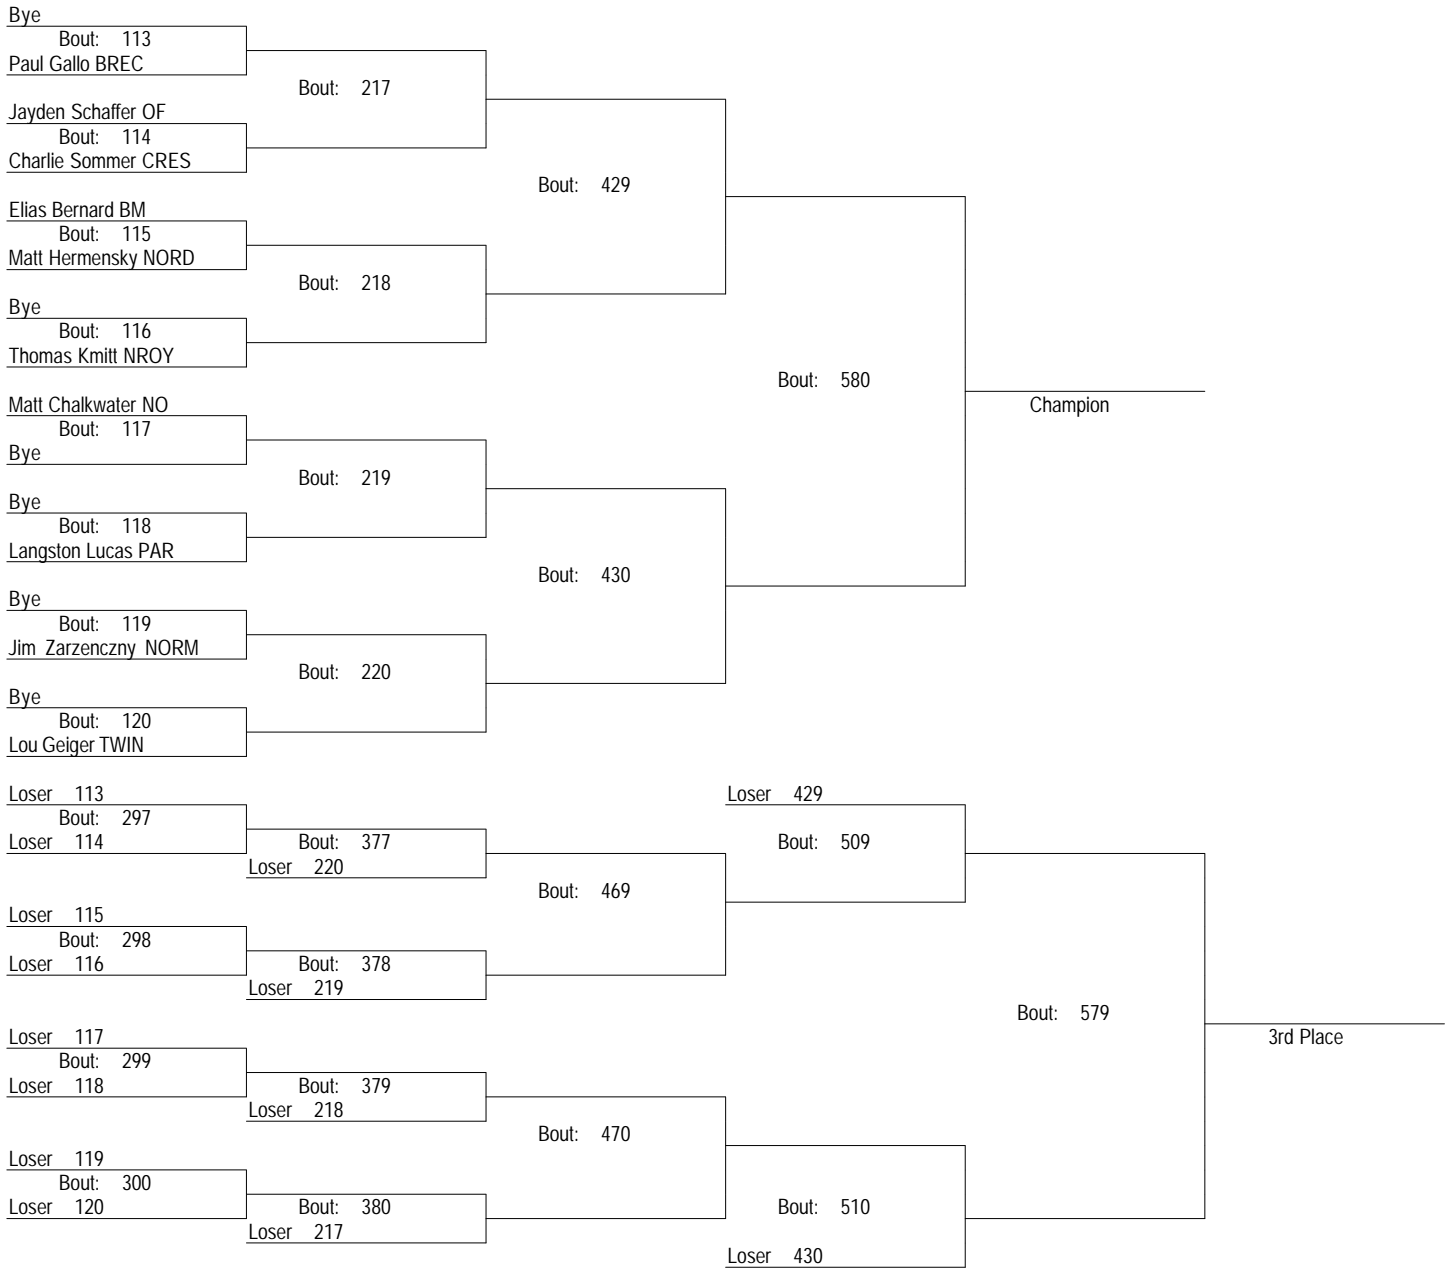 Bye
Bout: 113
Paul Gallo BREC
Bout: 217
Jayden Schaffer OF
Bout: 114
Charlie Sommer CRES
Bout: 429
Elias Bernard BM
Bout: 115
Matt Hermensky NORD
Bout: 218
Bye
Bout: 116
Thomas Kmitt NROY
Bout: 580
Champion
Matt Chalkwater NO
Bout: 117
Bye
Bout: 219
Bye
Bout: 118
Langston Lucas PAR
Bout: 430
Bye
Bout: 119
Jim Zarzenczny NORM
Bout: 220
Bye
Bout: 120
Lou Geiger TWIN
Loser 113
Bout: 297
Loser 114
Bout: 377
Loser 220
Loser 429
Bout: 509
Bout: 469
Loser 115
Bout: 298
Loser 116
Bout: 378
Loser 219
Bout: 579
3rd Place
Loser 117
Bout: 299
Loser 118
Bout: 379
Loser 218
Bout: 470
Loser 119
Bout: 300
Loser 120
Bout: 380
Loser 217
Bout: 510
Loser 430